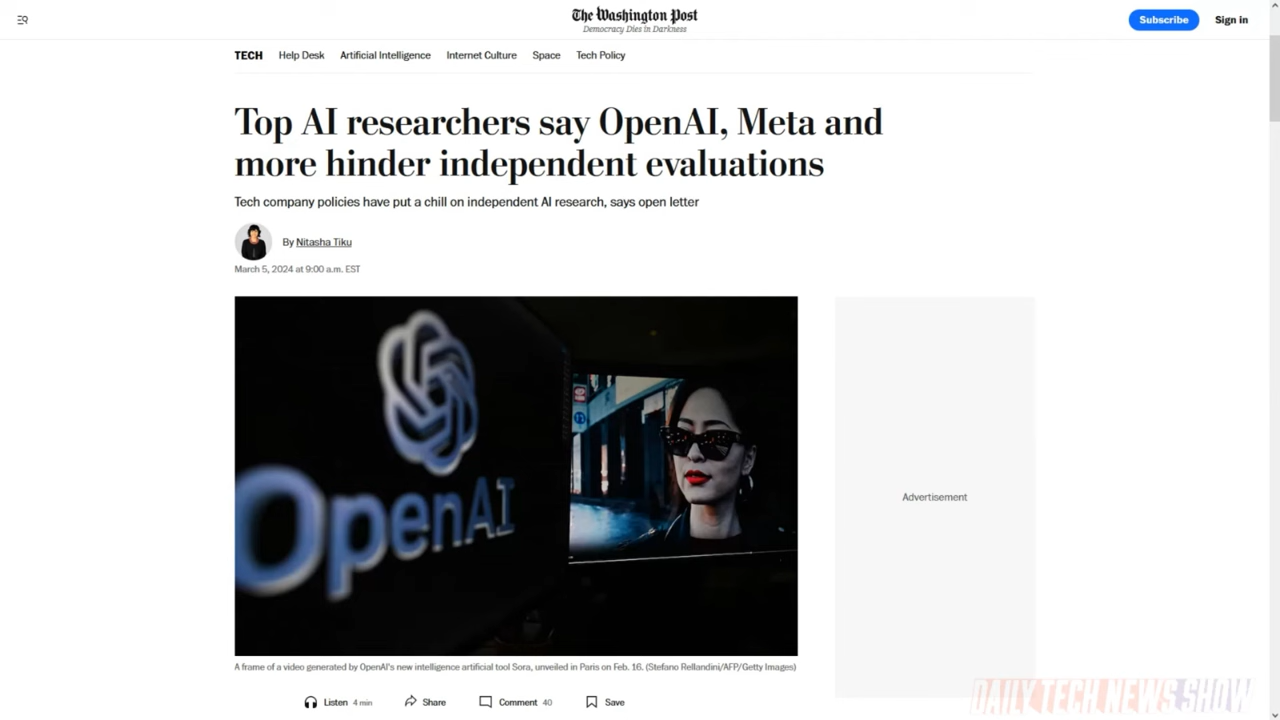 The Washington Post
Democracy Dies in Darkness
Subscribe
Sign in
TECH Help Desk Artificial Intelligence Internet Culture Space Tech Policy
Top AI researchers say OpenAI, Meta and
more hinder independent evaluations
Tech company policies have put a chill on independent AI research, says open letter
By Nitasha Tiku
March 5, 2024 at 9:00 a.m. EST
OpenAI
Advertisement
A frame of a video generated by OpenAI's new intelligence artificial tool Sora, unveiled in Paris on Feb. 16. (Stefano Rellandini/AFP/Getty Images)
Listen 4 min Share Comment 40 Save
DAILY TECH NEWS SHOW